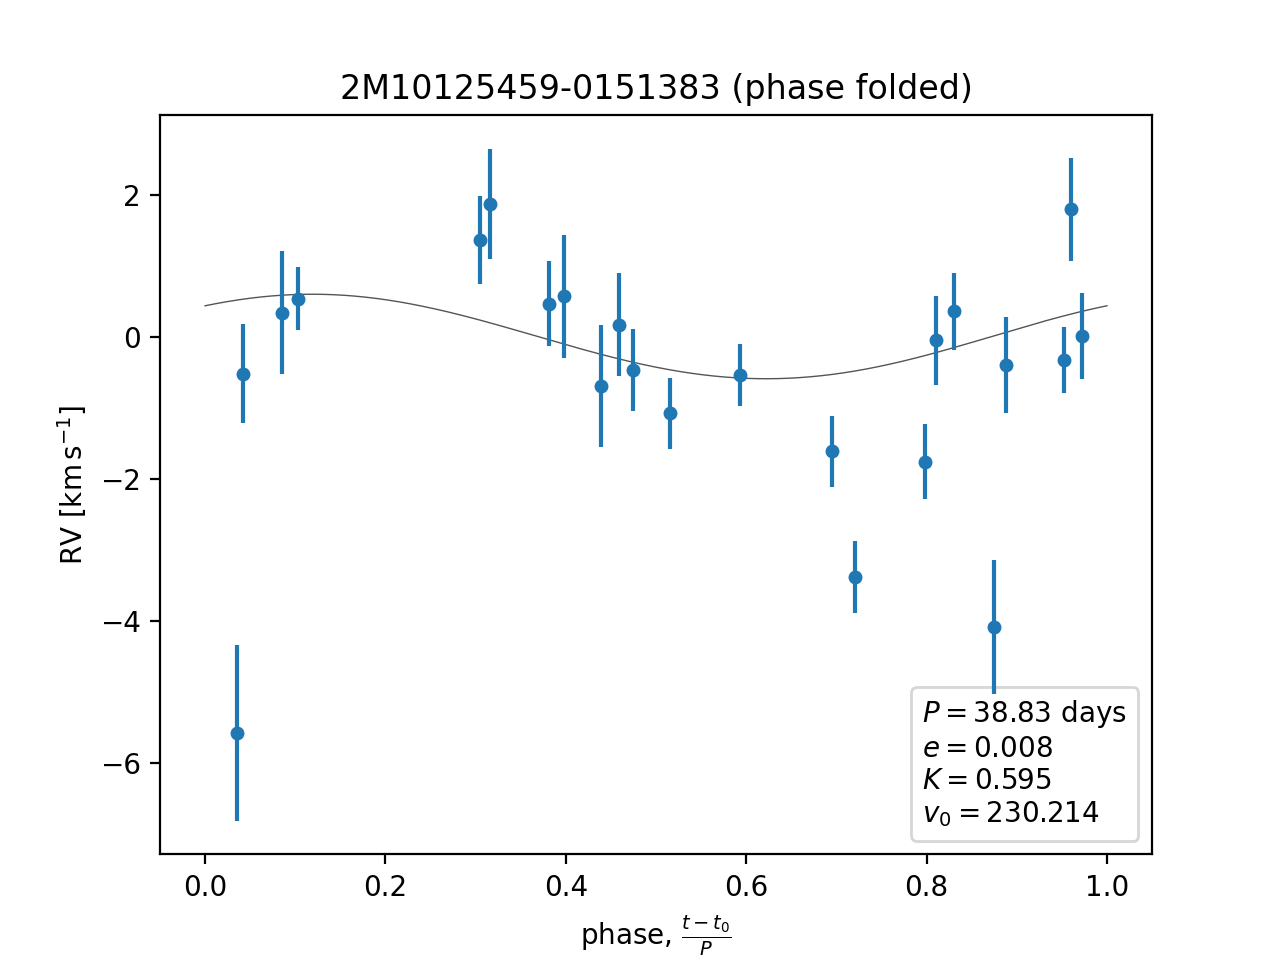 2M10125459-0151383 (phase folded)
RV [km s⁻¹]
2
0
−2
−4
−6
P = 38.83 days
e = 0.008
K = 0.595
v₀ = 230.214
0.0 0.2 0.4 0.6 0.8 1.0
phase, (t − t₀)/P